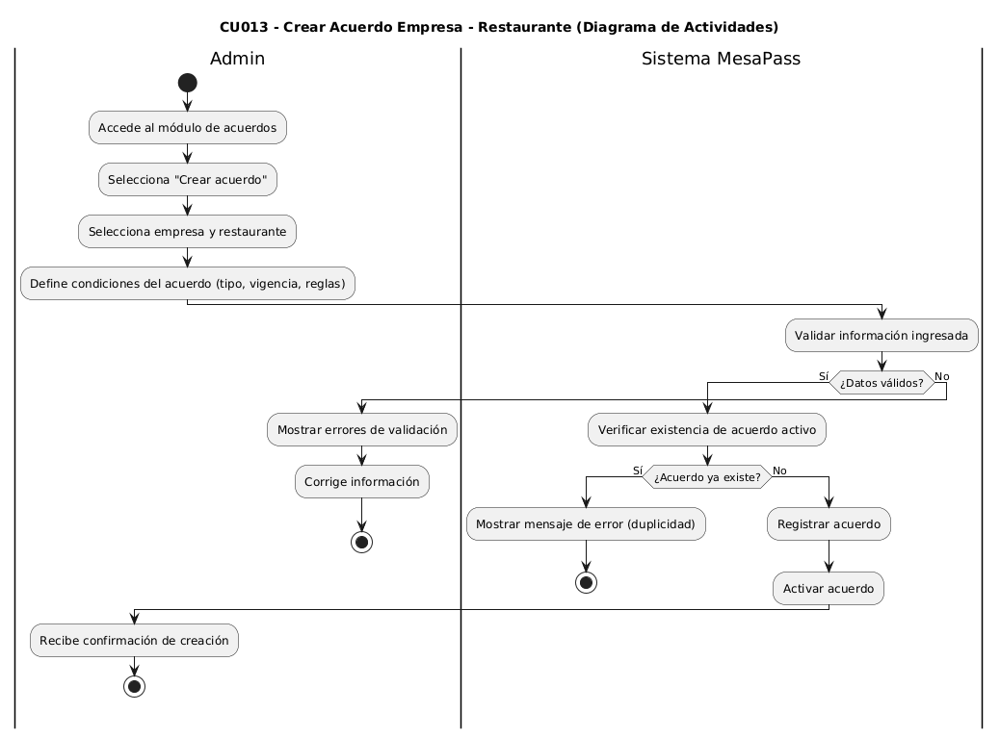 CU013 - Crear Acuerdo Empresa - Restaurante (Diagrama de Actividades)
Admin
Sistema MesaPass
Accede al módulo de acuerdos
Selecciona "Crear acuerdo"
Selecciona empresa y restaurante
Define condiciones del acuerdo (tipo, vigencia, reglas)
Validar información ingresada
Sí
¿Datos válidos?
No
Mostrar errores de validación
Verificar existencia de acuerdo activo
Corrige información
Sí
¿Acuerdo ya existe?
No
Mostrar mensaje de error (duplicidad)
Registrar acuerdo
Activar acuerdo
Recibe confirmación de creación